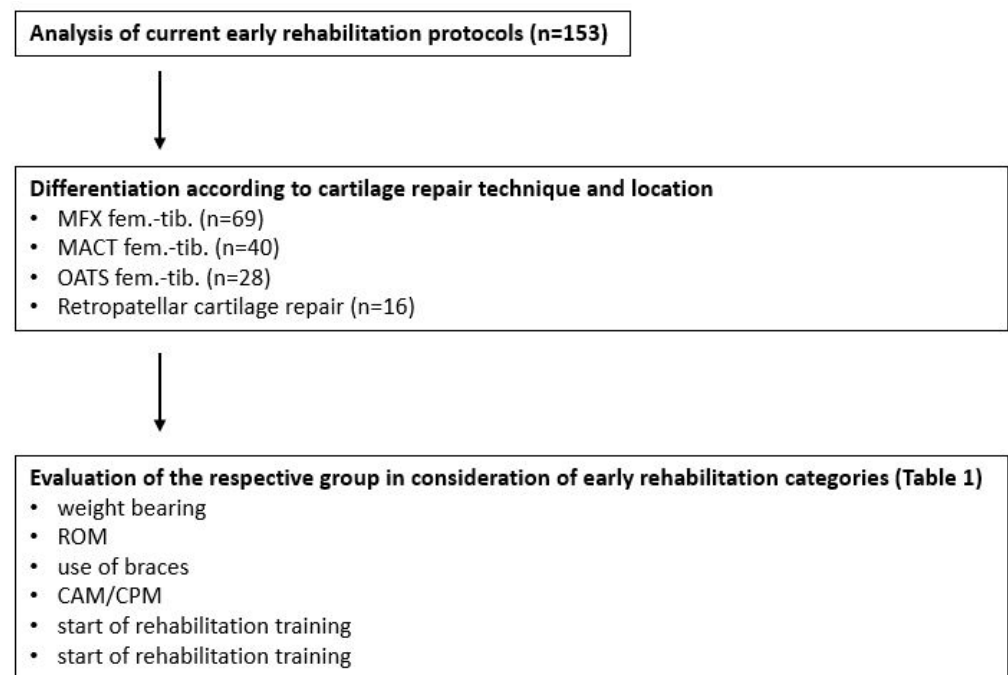 Analysis of current early rehabilitation protocols (n=153)
Differentiation according to cartilage repair technique and location
• MFX fem.-tib. (n=69)
• MACT fem.-tib. (n=40)
• OATS fem.-tib. (n=28)
• Retropatellar cartilage repair (n=16)
Evaluation of the respective group in consideration of early rehabilitation categories (Table 1)
• weight bearing
• ROM
• use of braces
• CAM/CPM
• start of rehabilitation training
• start of rehabilitation training